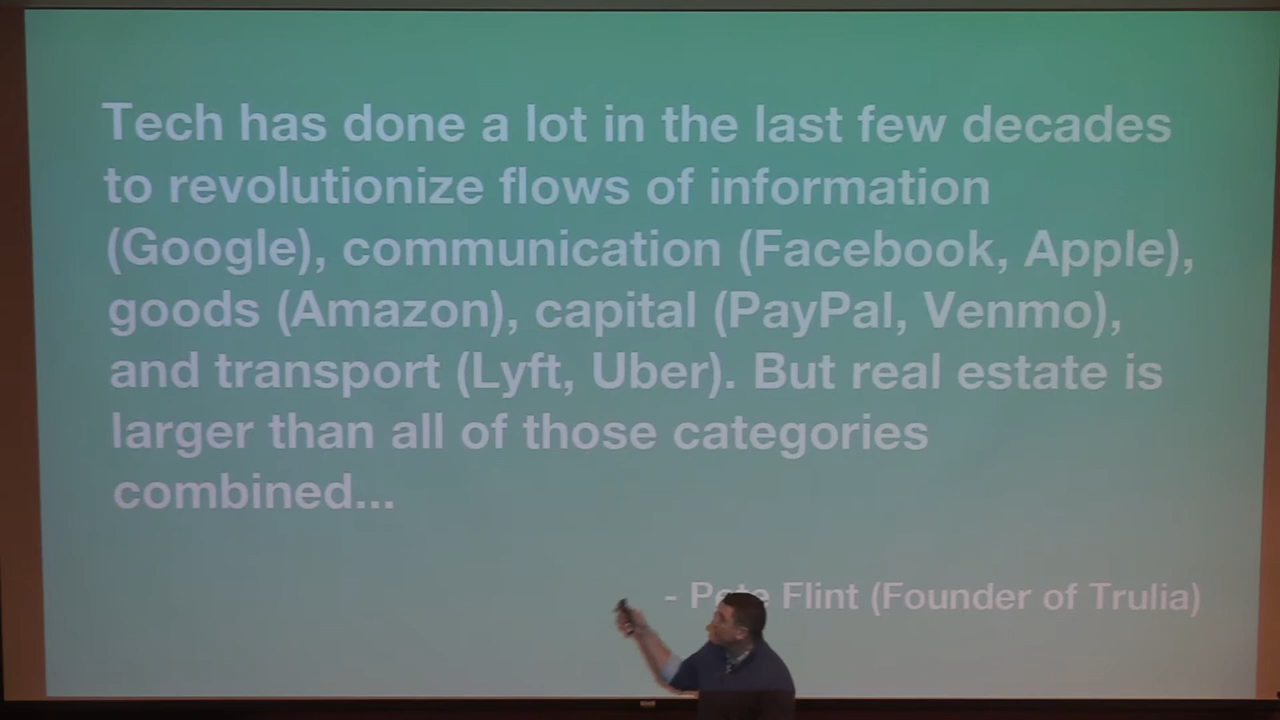 Tech has done a lot in the last few decades
to revolutionize flows of information
(Google), communication (Facebook, Apple),
goods (Amazon), capital (PayPal, Venmo),
and transport (Lyft, Uber). But real estate is
larger than all of those categories
combined...
- Pete Flint (Founder of Trulia)